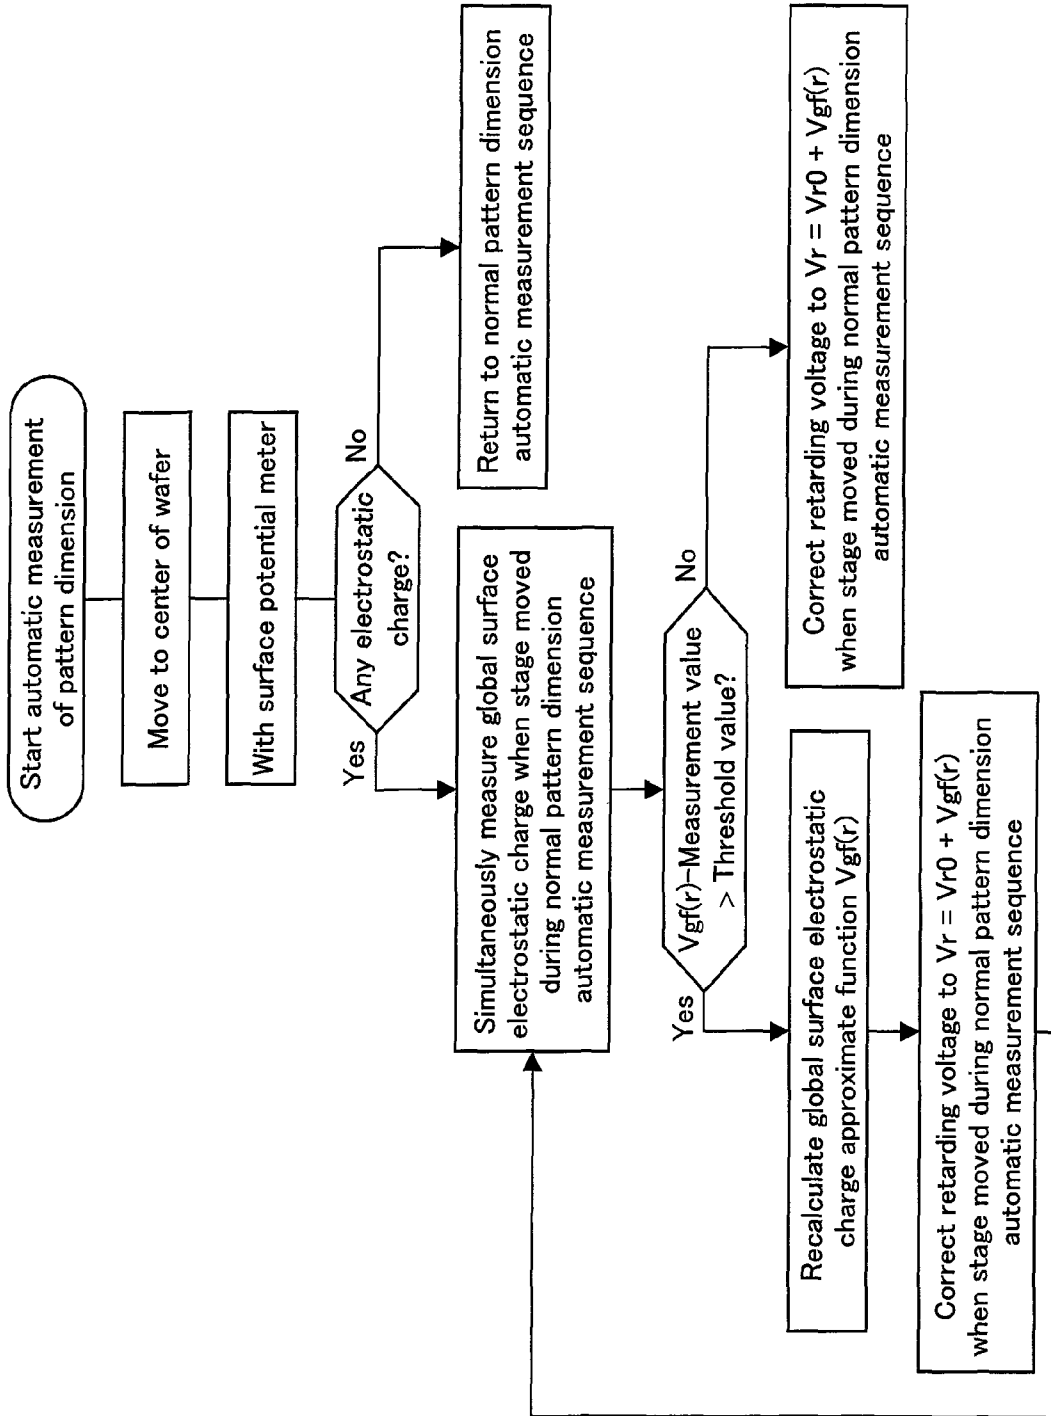 Start automatic measurement
of pattern dimension
Move to center of wafer
With surface potential meter
Any electrostatic
charge?
Yes
No
Return to normal pattern dimension
automatic measurement sequence
Simultaneously measure global surface
electrostatic charge when stage moved
during normal pattern dimension
automatic measurement sequence
Vgf(r)−Measurement value
> Threshold value?
Yes
No
Recalculate global surface electrostatic
charge approximate function Vgf(r)
Correct retarding voltage to Vr = Vr0 + Vgf(r)
when stage moved during normal pattern dimension
automatic measurement sequence
Correct retarding voltage to Vr = Vr0 + Vgf(r)
when stage moved during normal pattern dimension
automatic measurement sequence